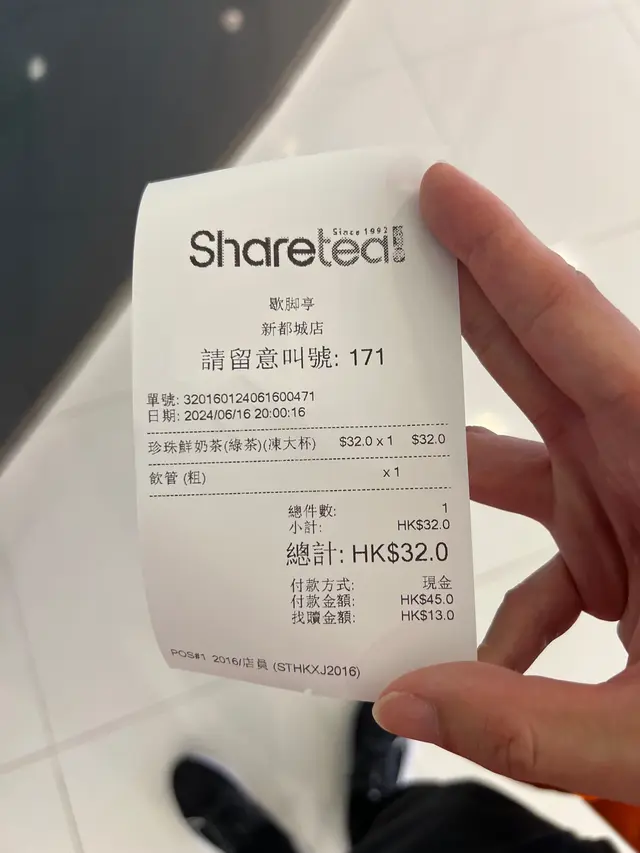 Since 1992
Sharetea
歇脚亭
新都城店
請留意叫號: 171
單號: 320160124061600471
日期: 2024/06/16 20:00:16
珍珠鮮奶茶(綠茶)(凍大杯) $32.0 x 1 $32.0
飲管 (粗) x 1
總件數: 1
小計: HK$32.0
總計: HK$32.0
付款方式: 現金
付款金額: HK$45.0
找贖金額: HK$13.0
POS#1 2016/店員 (STHKXJ2016)